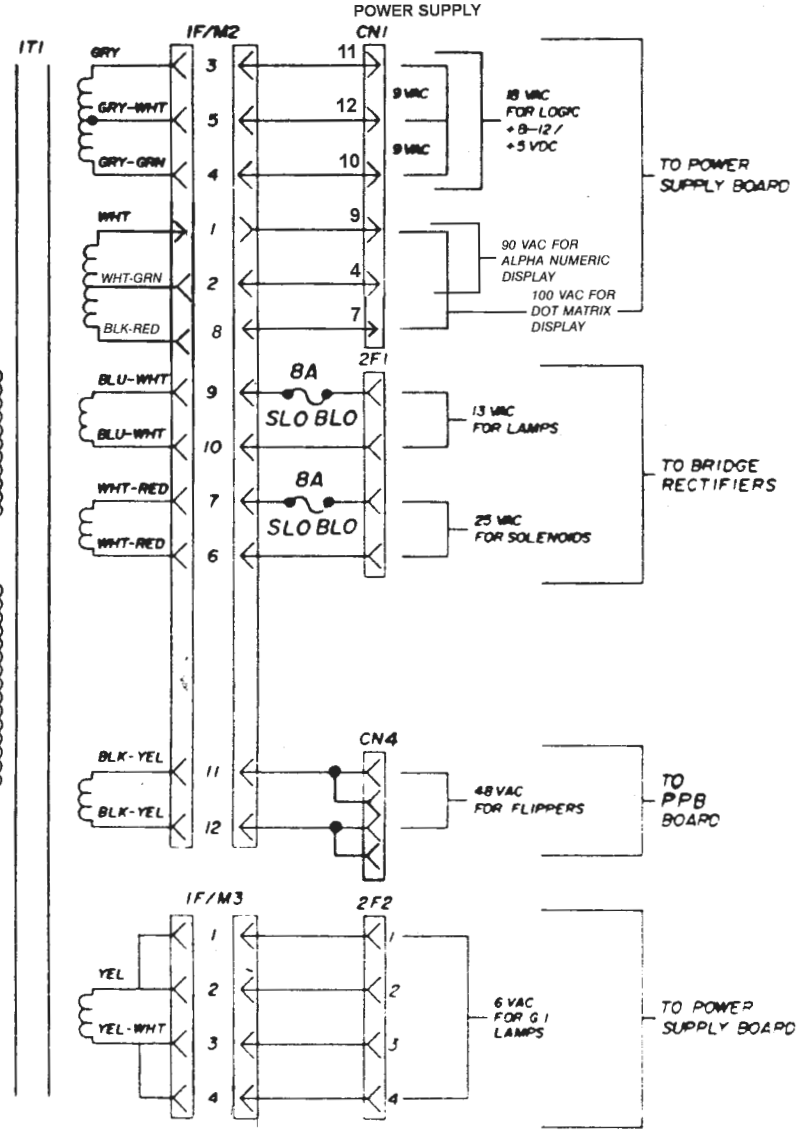 POWER SUPPLY
1T1
1F/M2
CN1
GRY
3
11
9 VAC
GRY-WHT
5
12
9 VAC
GRY-GRN
4
10
18 VAC
FOR LOGIC
+8-12/
+5 VDC
TO POWER
SUPPLY BOARD
WHT
1
9
WHT-GRN
2
4
90 VAC FOR
ALPHA NUMERIC
DISPLAY
BLK-RED
8
7
100 VAC FOR
DOT MATRIX
DISPLAY
2F1
BLU-WHT
9
8A
SLO BLO
BLU-WHT
10
13 VAC
FOR LAMPS
TO BRIDGE
RECTIFIERS
WHT-RED
7
8A
SLO BLO
WHT-RED
6
25 VAC
FOR SOLENOIDS
CN4
BLK-YEL
11
BLK-YEL
12
48 VAC
FOR FLIPPERS
TO
PPB
BOARD
1F/M3
2F2
1
1
YEL
2
2
YEL-WHT
3
3
4
4
6 VAC
FOR G.I
LAMPS
TO POWER
SUPPLY BOARD